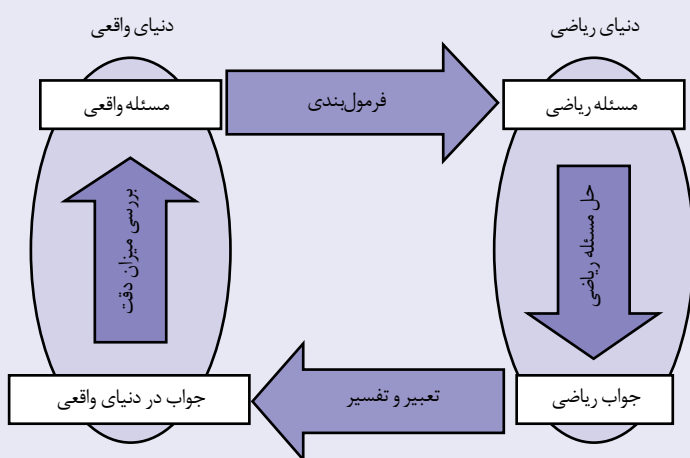 دنیای ریاضی
دنیای واقعی
مسئله واقعی
فرمول‌بندی
مسئله ریاضی
حل مسئله ریاضی
بررسی میزان دقت
جواب ریاضی
تعبیر و تفسیر
جواب در دنیای واقعی